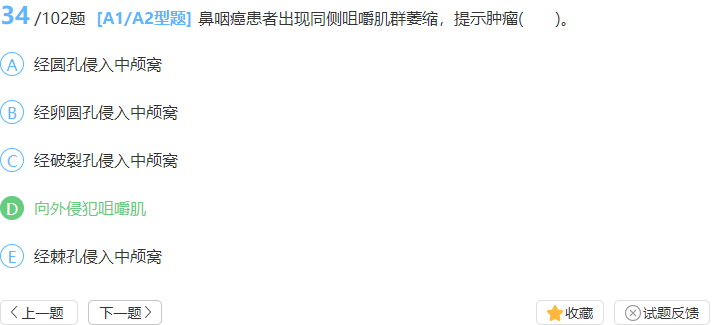 34/102题 [A1/A2型题] 鼻咽癌患者出现同侧咀嚼肌群萎缩，提示肿瘤(　　)。
A 经圆孔侵入中颅窝
B 经卵圆孔侵入中颅窝
C 经破裂孔侵入中颅窝
D 向外侵犯咀嚼肌
E 经棘孔侵入中颅窝
上一题 下一题 收藏 试题反馈